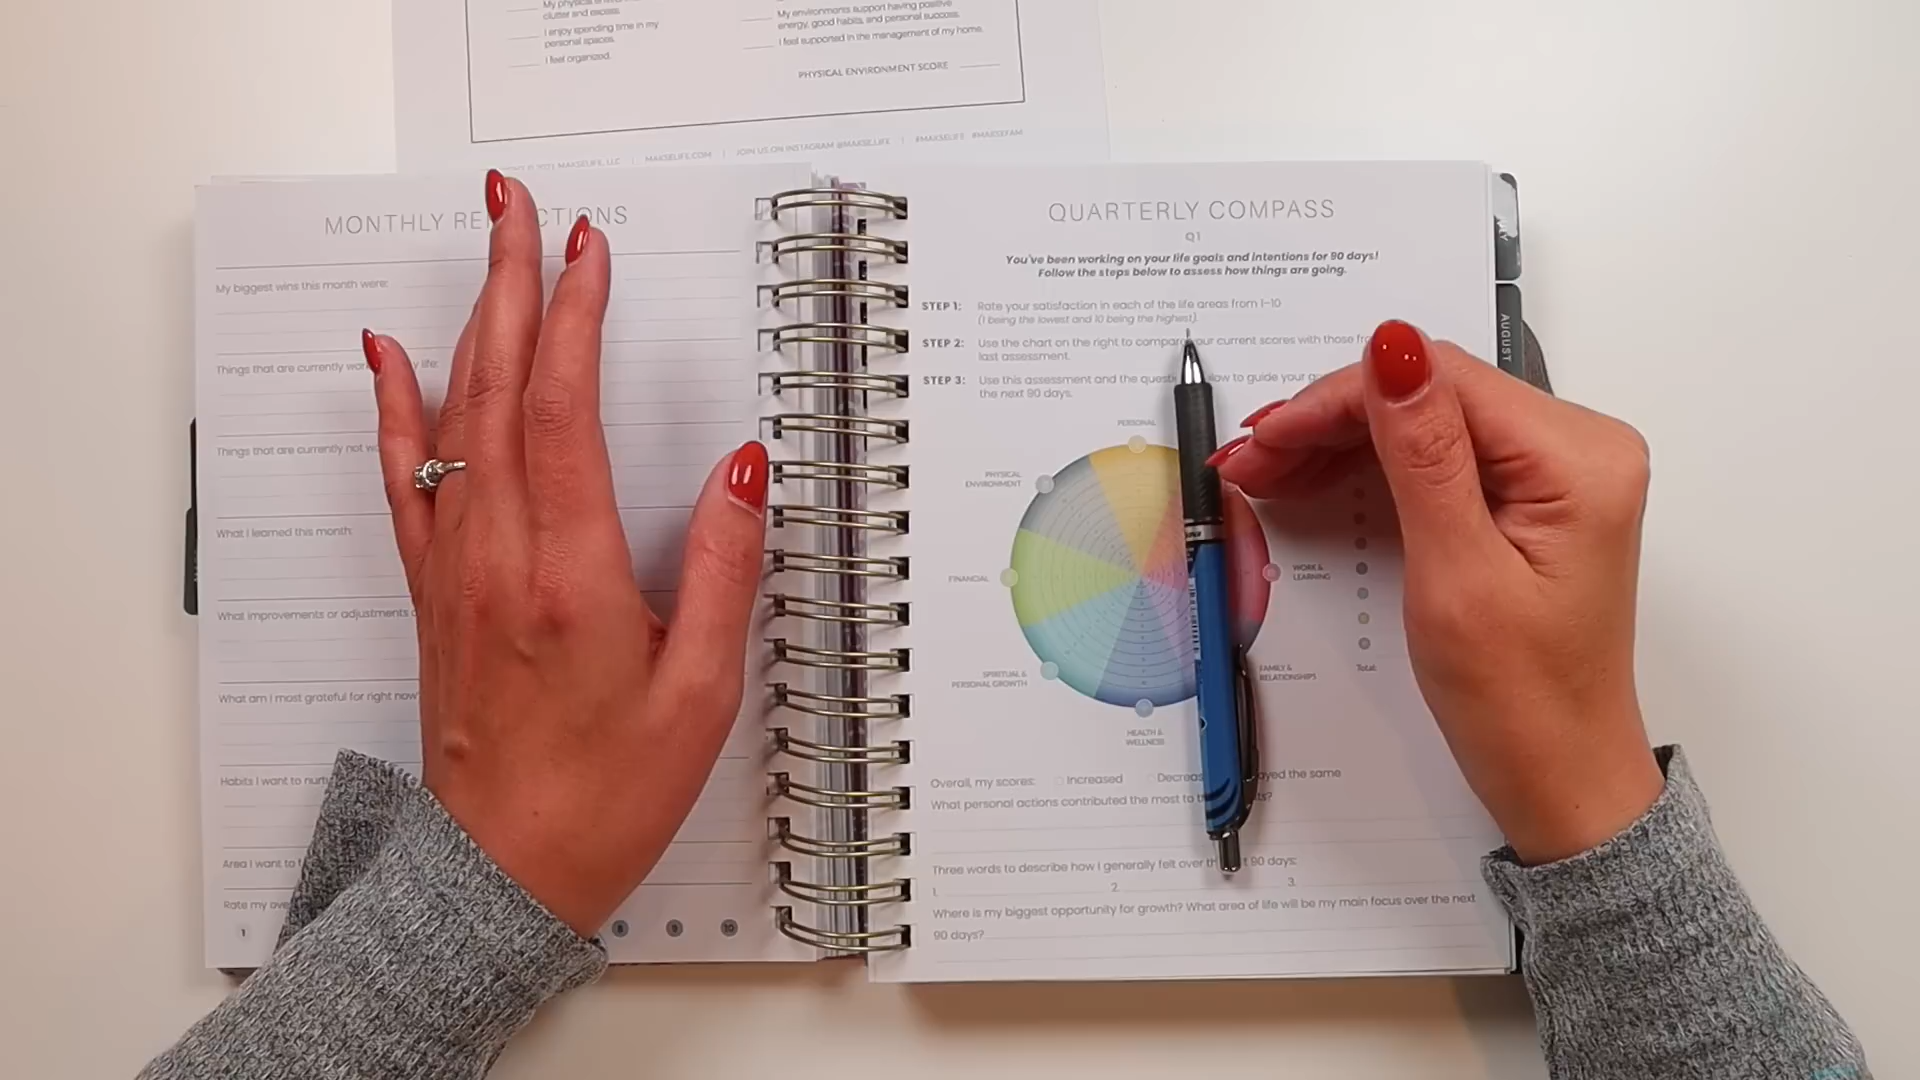 My physical
clutter and excess.
I enjoy spending time in my
personal spaces.
I feel organized.
My environments support having positive
energy, good habits, and personal success.
I feel supported in the management of my home.
PHYSICAL ENVIRONMENT SCORE
2021 MAKSELIFE, LLC | MAKSELIFE.COM | JOIN US ON INSTAGRAM @MAKSE.LIFE | #MAKSELIFE #MAKSEFAM
MONTHLY
My biggest wins this month were:
Things that are currently life:
Things that are currently not
What I learned this month:
What improvements or adjustments
What am I most grateful for right now
Habits I want to
Area I want to
Rate my
1 8 9 10
QUARTERLY COMPASS
Q1
You've been working on your life goals and intentions for 90 days!
Follow the steps below to assess how things are going.
STEP 1: Rate your satisfaction in each of the life areas from 1-10
(1 being the lowest and 10 being the highest).
STEP 2: Use the chart on the right to compare your current scores with those
last assessment.
STEP 3: Use this assessment and the to guide your
the next 90 days.
PERSONAL
PHYSICAL
ENVIRONMENT
FINANCIAL
WORK &
LEARNING
SPIRITUAL &
PERSONAL GROWTH
FAMILY &
RELATIONSHIPS
HEALTH &
WELLNESS
Total:
Overall, my scores: Increased the same
What personal actions contributed the most to
Three words to describe how I generally felt over 90 days:
1. 2. 3.
Where is my biggest opportunity for growth? What area of life will be my main focus over the next
90 days?
AUGUST